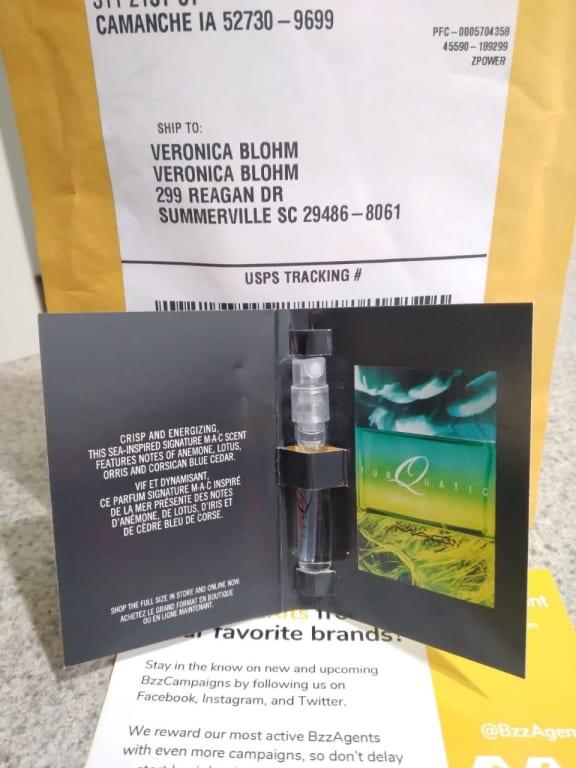 CAMANCHE IA 52730-9699
PFC-0005704358
45590-189299
ZPOWER
SHIP TO:
VERONICA BLOHM
VERONICA BLOHM
299 REAGAN DR
SUMMERVILLE SC 29486-8061
USPS TRACKING #
CRISP AND ENERGIZING,
THIS SEA-INSPIRED SIGNATURE M·A·C SCENT
FEATURES NOTES OF ANEMONE, LOTUS,
ORRIS AND CORSICAN BLUE CEDAR.
VIF ET DYNAMISANT,
CE PARFUM SIGNATURE M·A·C INSPIRÉ
DE LA MER PRÉSENTE DES NOTES
D'ANÉMONE, DE LOTUS, D'IRIS ET
DE CÈDRE BLEU DE CORSE.
SHOP THE FULL SIZE IN STORE AND ONLINE NOW.
ACHETEZ LE GRAND FORMAT EN BOUTIQUE
OU EN LIGNE MAINTENANT.
TURQUATIC
favorite brands?
Stay in the know on new and upcoming
BzzCampaigns by following us on
Facebook, Instagram, and Twitter.
We reward our most active BzzAgents
with even more campaigns, so don't delay
@BzzAgen